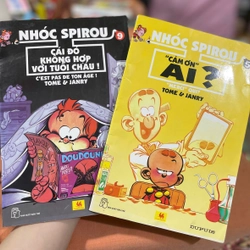 NHÓC SPIROU 9
CÁI ĐÓ
KHÔNG HỢP
VỚI TUỔI CHÁU !
C'EST PAS DE TON ÂGE !
TOME & JANRY
DOUDOUNE
NHÓC SPIROU
"CẢM ƠN"
AI ?
TOME & JANRY
DUPUIS